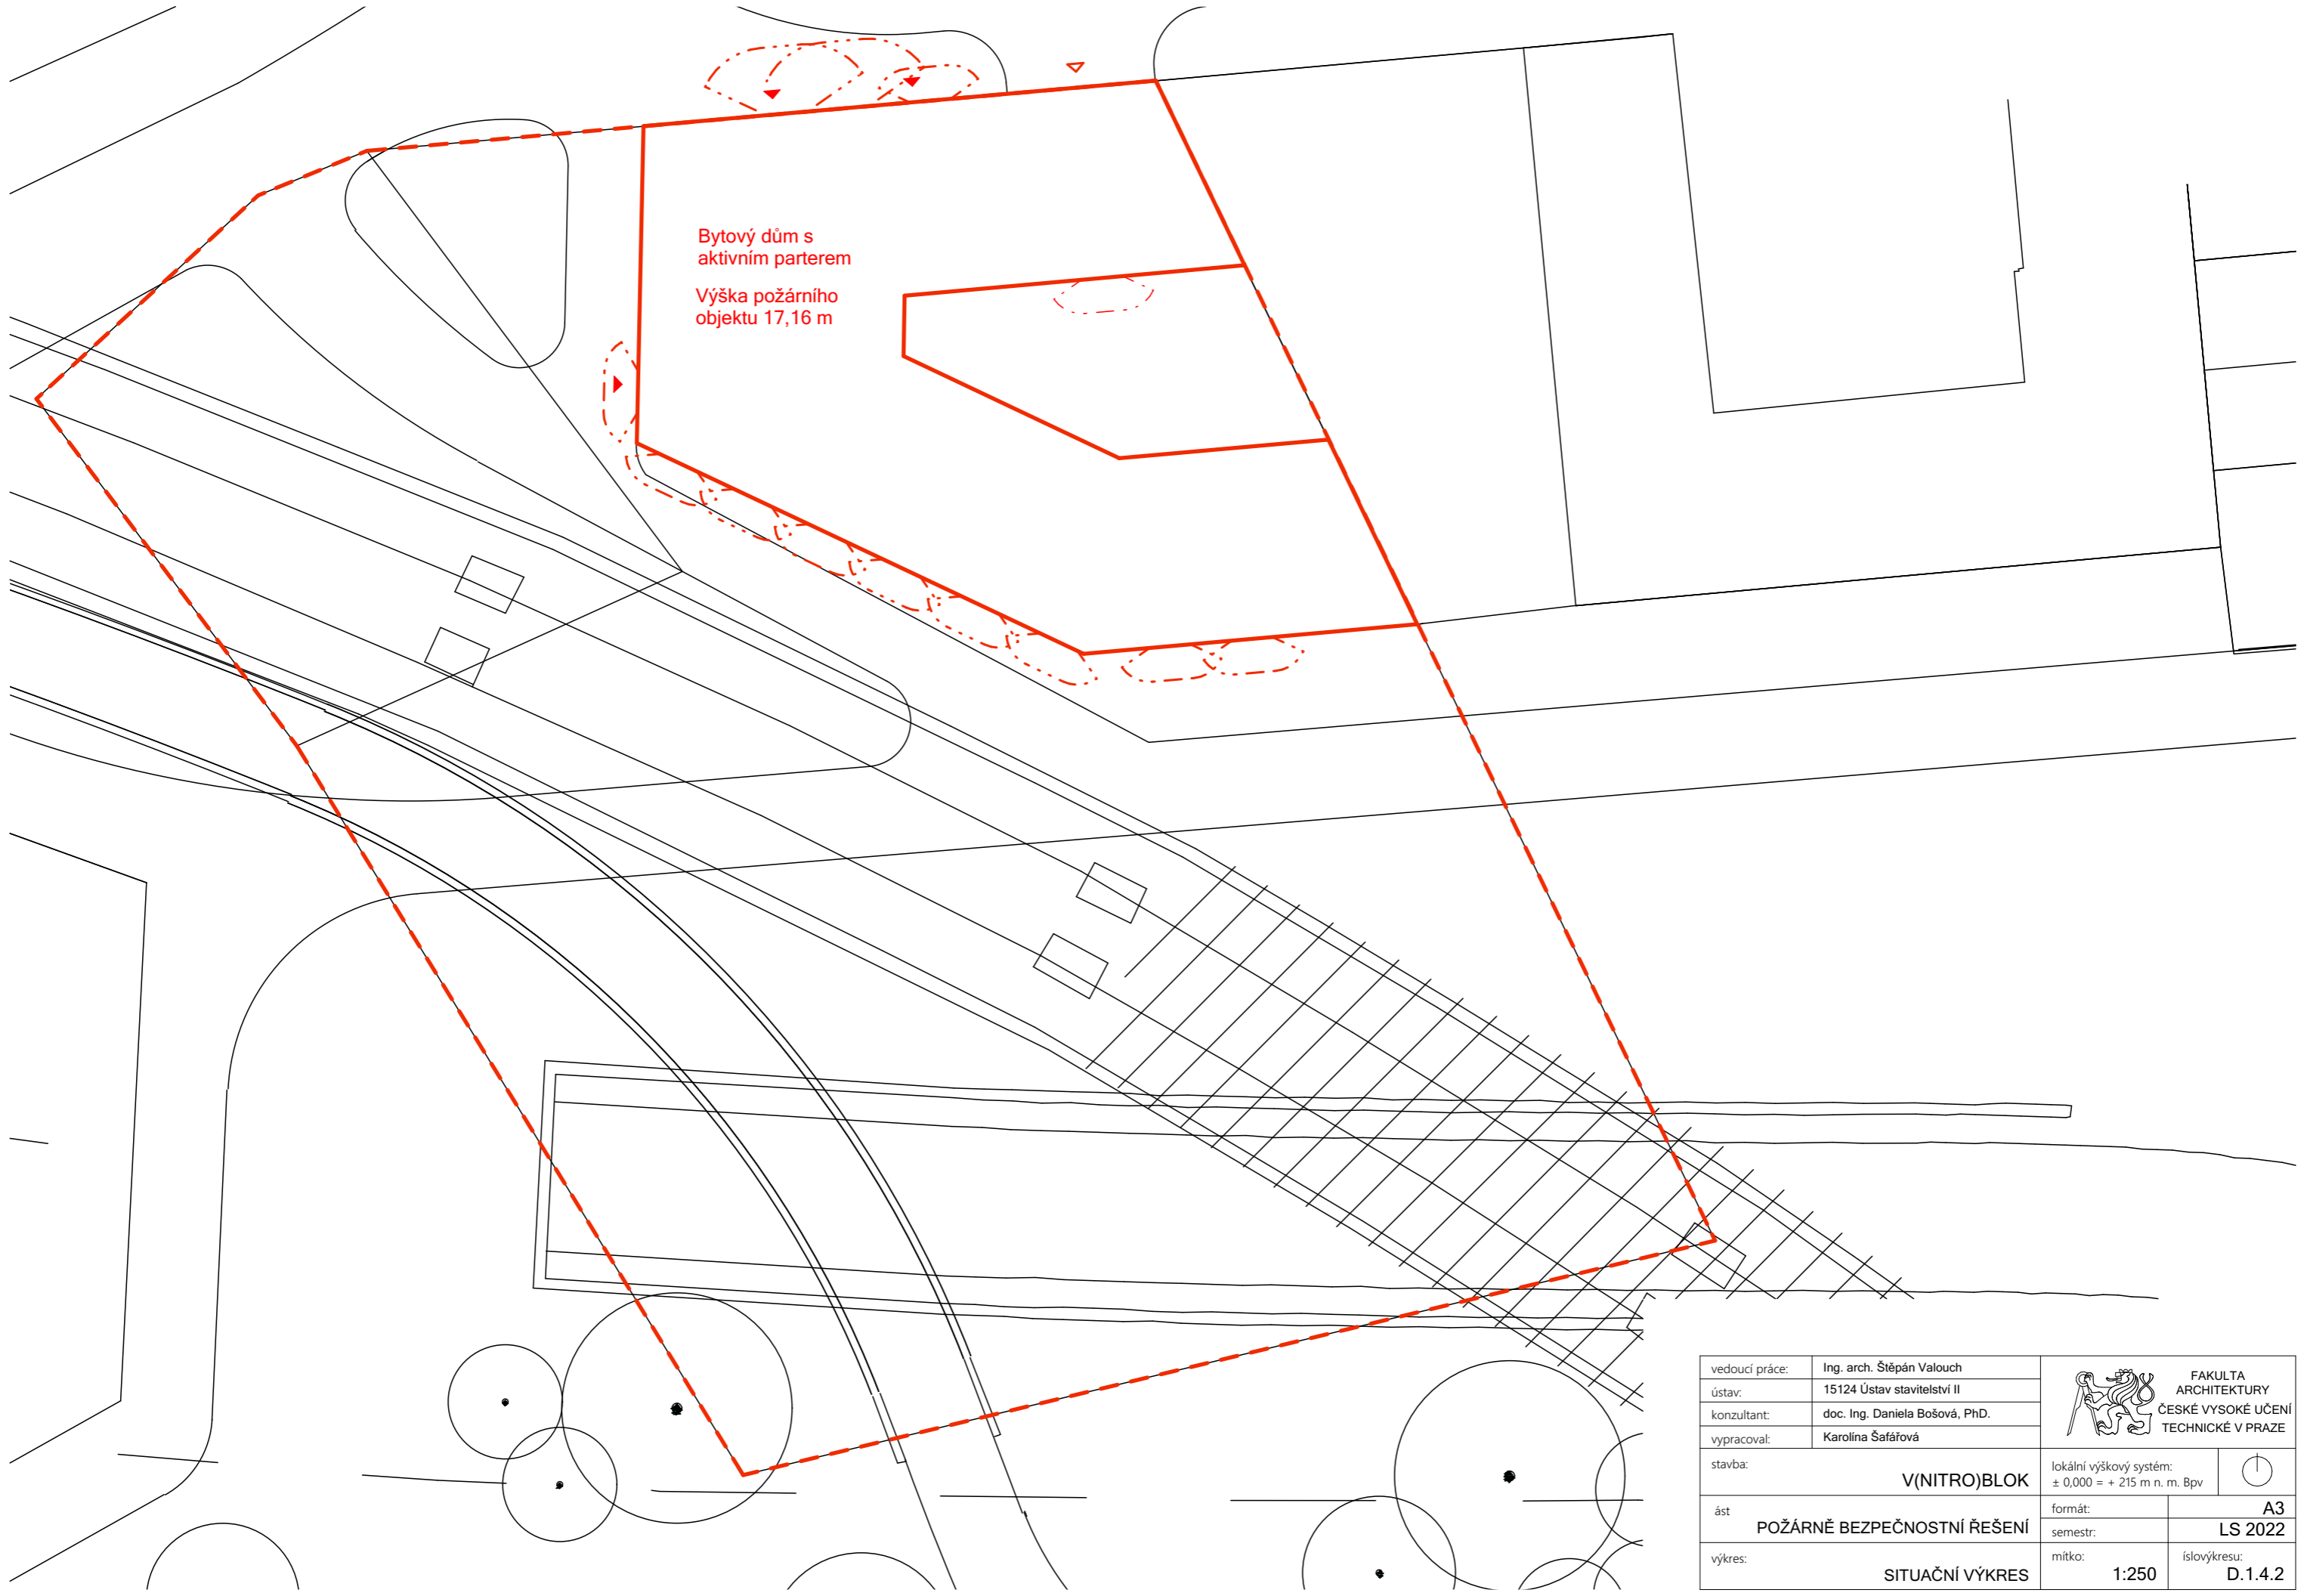 Bytový dům s
aktivním parterem
Výška požárního
objektu 17,16 m
vedoucí práce: Ing. arch. Štěpán Valouch
ústav: 15124 Ústav stavitelství II
konzultant: doc. Ing. Daniela Bošová, PhD.
vypracoval: Karolína Šafářová
FAKULTA
ARCHITEKTURY
ČESKÉ VYSOKÉ UČENÍ
TECHNICKÉ V PRAZE
stavba:
V(NITRO)BLOK
lokální výškový systém:
± 0,000 = + 215 m n. m. Bpv
ást
POŽÁRNĚ BEZPEČNOSTNÍ ŘEŠENÍ
formát: A3
semestr: LS 2022
výkres:
SITUAČNÍ VÝKRES
mítko:
1:250
íslovýkresu:
D.1.4.2